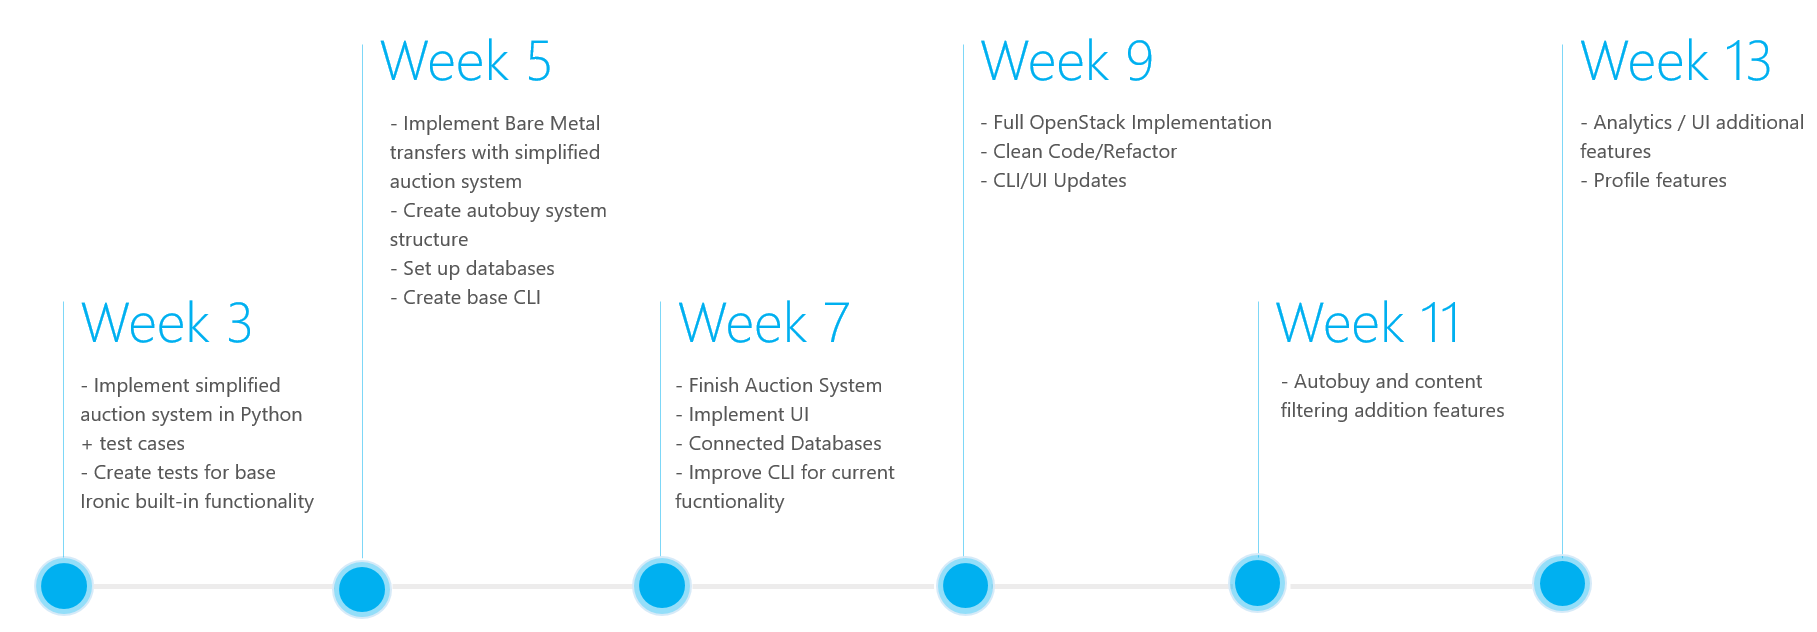 Week 3
- Implement simplified
auction system in Python
+ test cases
- Create tests for base
Ironic built-in functionality
Week 5
- Implement Bare Metal
transfers with simplified
auction system
- Create autobuy system
structure
- Set up databases
- Create base CLI
Week 7
- Finish Auction System
- Implement UI
- Connected Databases
- Improve CLI for current
fucntionality
Week 9
- Full OpenStack Implementation
- Clean Code/Refactor
- CLI/UI Updates
Week 11
- Autobuy and content
filtering addition features
Week 13
- Analytics / UI additional
features
- Profile features